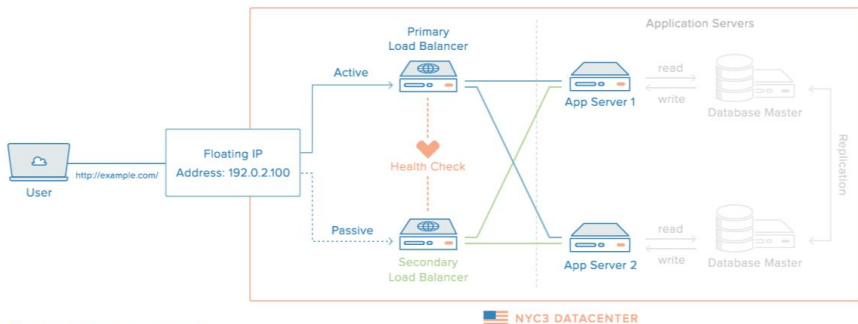 Primary
Load Balancer
Application Servers
Active
read
write
App Server 1
Database Master
Floating IP
Address: 192.0.2.100
http://example.com/
User
Health Check
Replication
Passive
read
write
Secondary
Load Balancer
App Server 2
Database Master
NYC3 DATACENTER